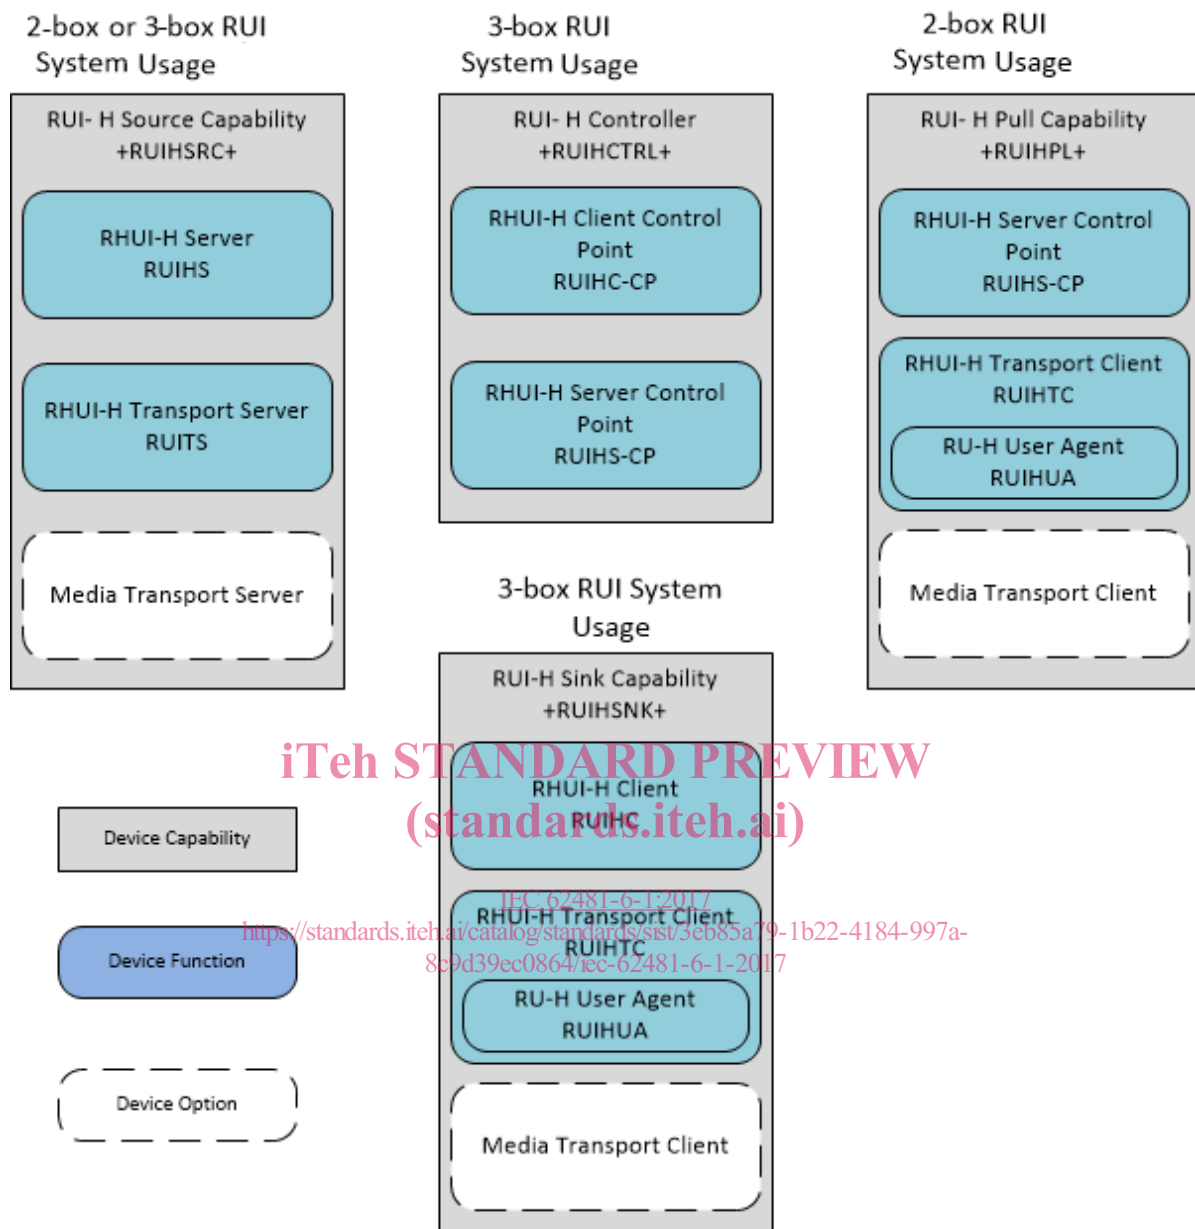 2-box or 3-box RUI
System Usage
RUI- H Source Capability
+RUIHSRC+
RHUI-H Server
RUIHS
RHUI-H Transport Server
RUITS
Media Transport Server
3-box RUI
System Usage
RUI- H Controller
+RUIHCTRL+
RHUI-H Client Control
Point
RUIHC-CP
RHUI-H Server Control
Point
RUIHS-CP
2-box RUI
System Usage
RUI- H Pull Capability
+RUIHPL+
RHUI-H Server Control
Point
RUIHS-CP
RHUI-H Transport Client
RUIHTC
RU-H User Agent
RUIHUA
Media Transport Client
3-box RUI System
Usage
RUI-H Sink Capability
+RUIHSNK+
RHUI-H Client
RUIHC
RHUI-H Transport Client
RUIHTC
RU-H User Agent
RUIHUA
Media Transport Client
iTeh STANDARD PREVIEW
(standards.iteh.ai)
IEC 62481-6-1:2017
https://standards.iteh.ai/catalog/standards/sist/3eb85a79-1b22-4184-997a-
8c9d39ec0864/iec-62481-6-1-2017
Device Capability
Device Function
Device Option